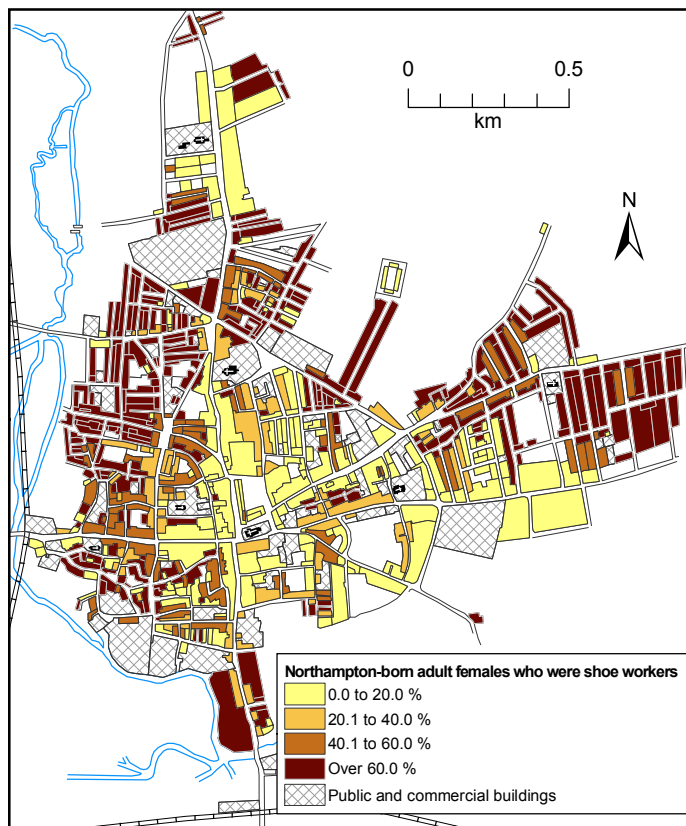 0 0.5
km
N
Northampton-born adult females who were shoe workers
0.0 to 20.0 %
20.1 to 40.0 %
40.1 to 60.0 %
Over 60.0 %
Public and commercial buildings